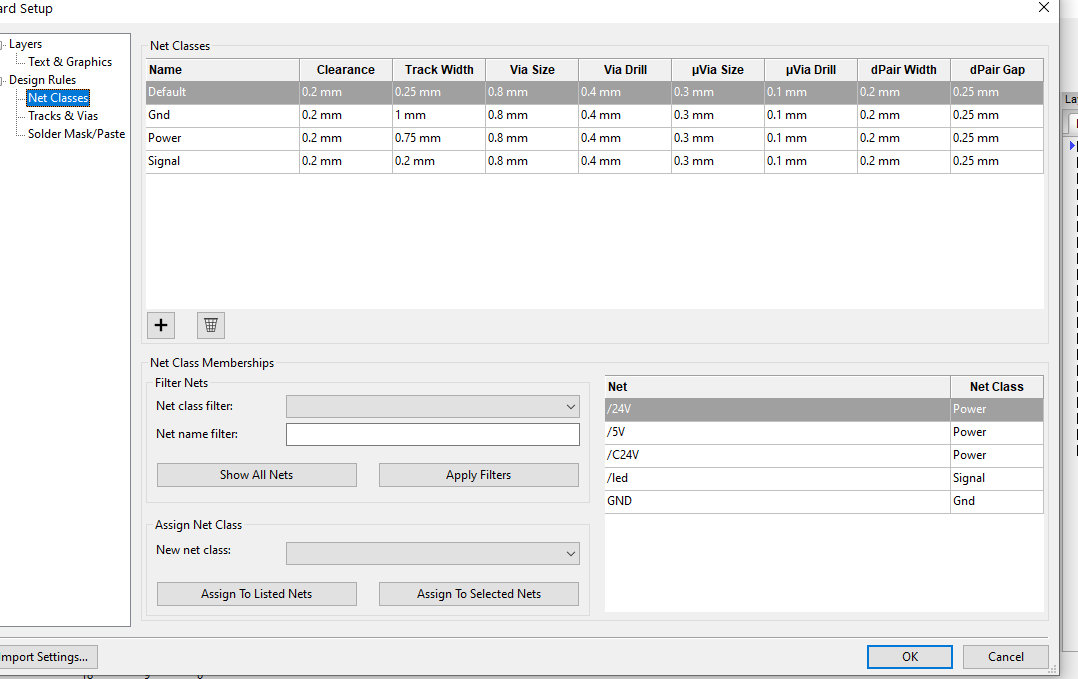 ard Setup
Layers
Text & Graphics
Design Rules
Net Classes
Tracks & Vias
Solder Mask/Paste
Net Classes
Name Clearance Track Width Via Size Via Drill µVia Size µVia Drill dPair Width dPair Gap
Default 0.2 mm 0.25 mm 0.8 mm 0.4 mm 0.3 mm 0.1 mm 0.2 mm 0.25 mm
Gnd 0.2 mm 1 mm 0.8 mm 0.4 mm 0.3 mm 0.1 mm 0.2 mm 0.25 mm
Power 0.2 mm 0.75 mm 0.8 mm 0.4 mm 0.3 mm 0.1 mm 0.2 mm 0.25 mm
Signal 0.2 mm 0.2 mm 0.8 mm 0.4 mm 0.3 mm 0.1 mm 0.2 mm 0.25 mm
Net Class Memberships
Filter Nets
Net class filter:
Net name filter:
Show All Nets Apply Filters
Assign Net Class
New net class:
Assign To Listed Nets Assign To Selected Nets
Net Net Class
/24V Power
/5V Power
/C24V Power
/led Signal
GND Gnd
mport Settings...
OK Cancel
La